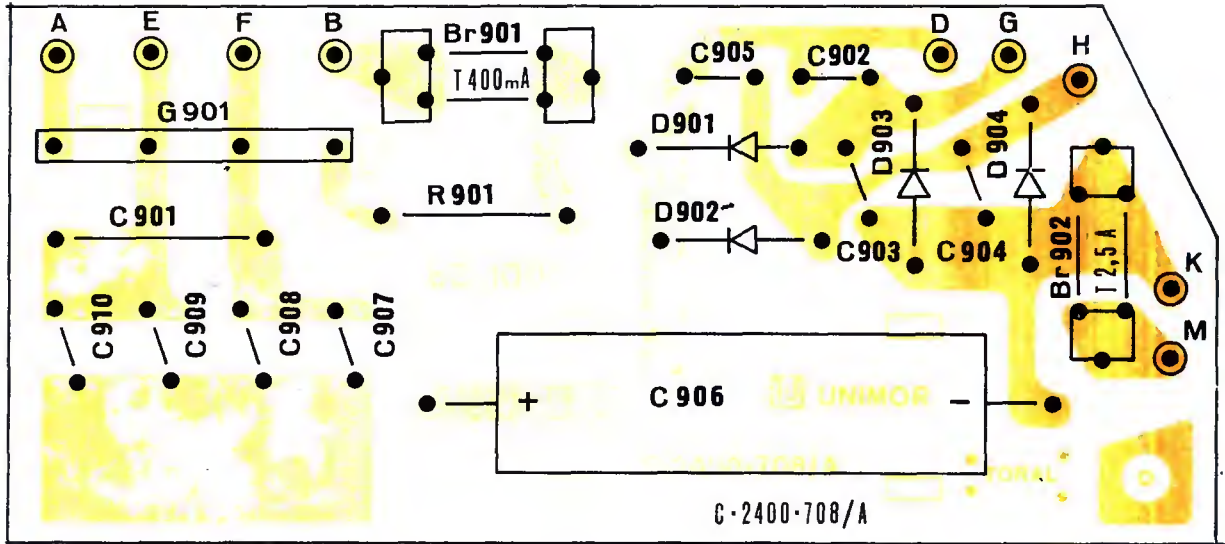 A E F B Br901 D G H
T400mA
C905 C902
G901
D901 D903 D904
R901
C901
D902
C903 C904
Br902 T2,5A
K
C910 C909 C908 C907
M
+ C906 -
UNIMOR
TORAL
C-2400-708/A